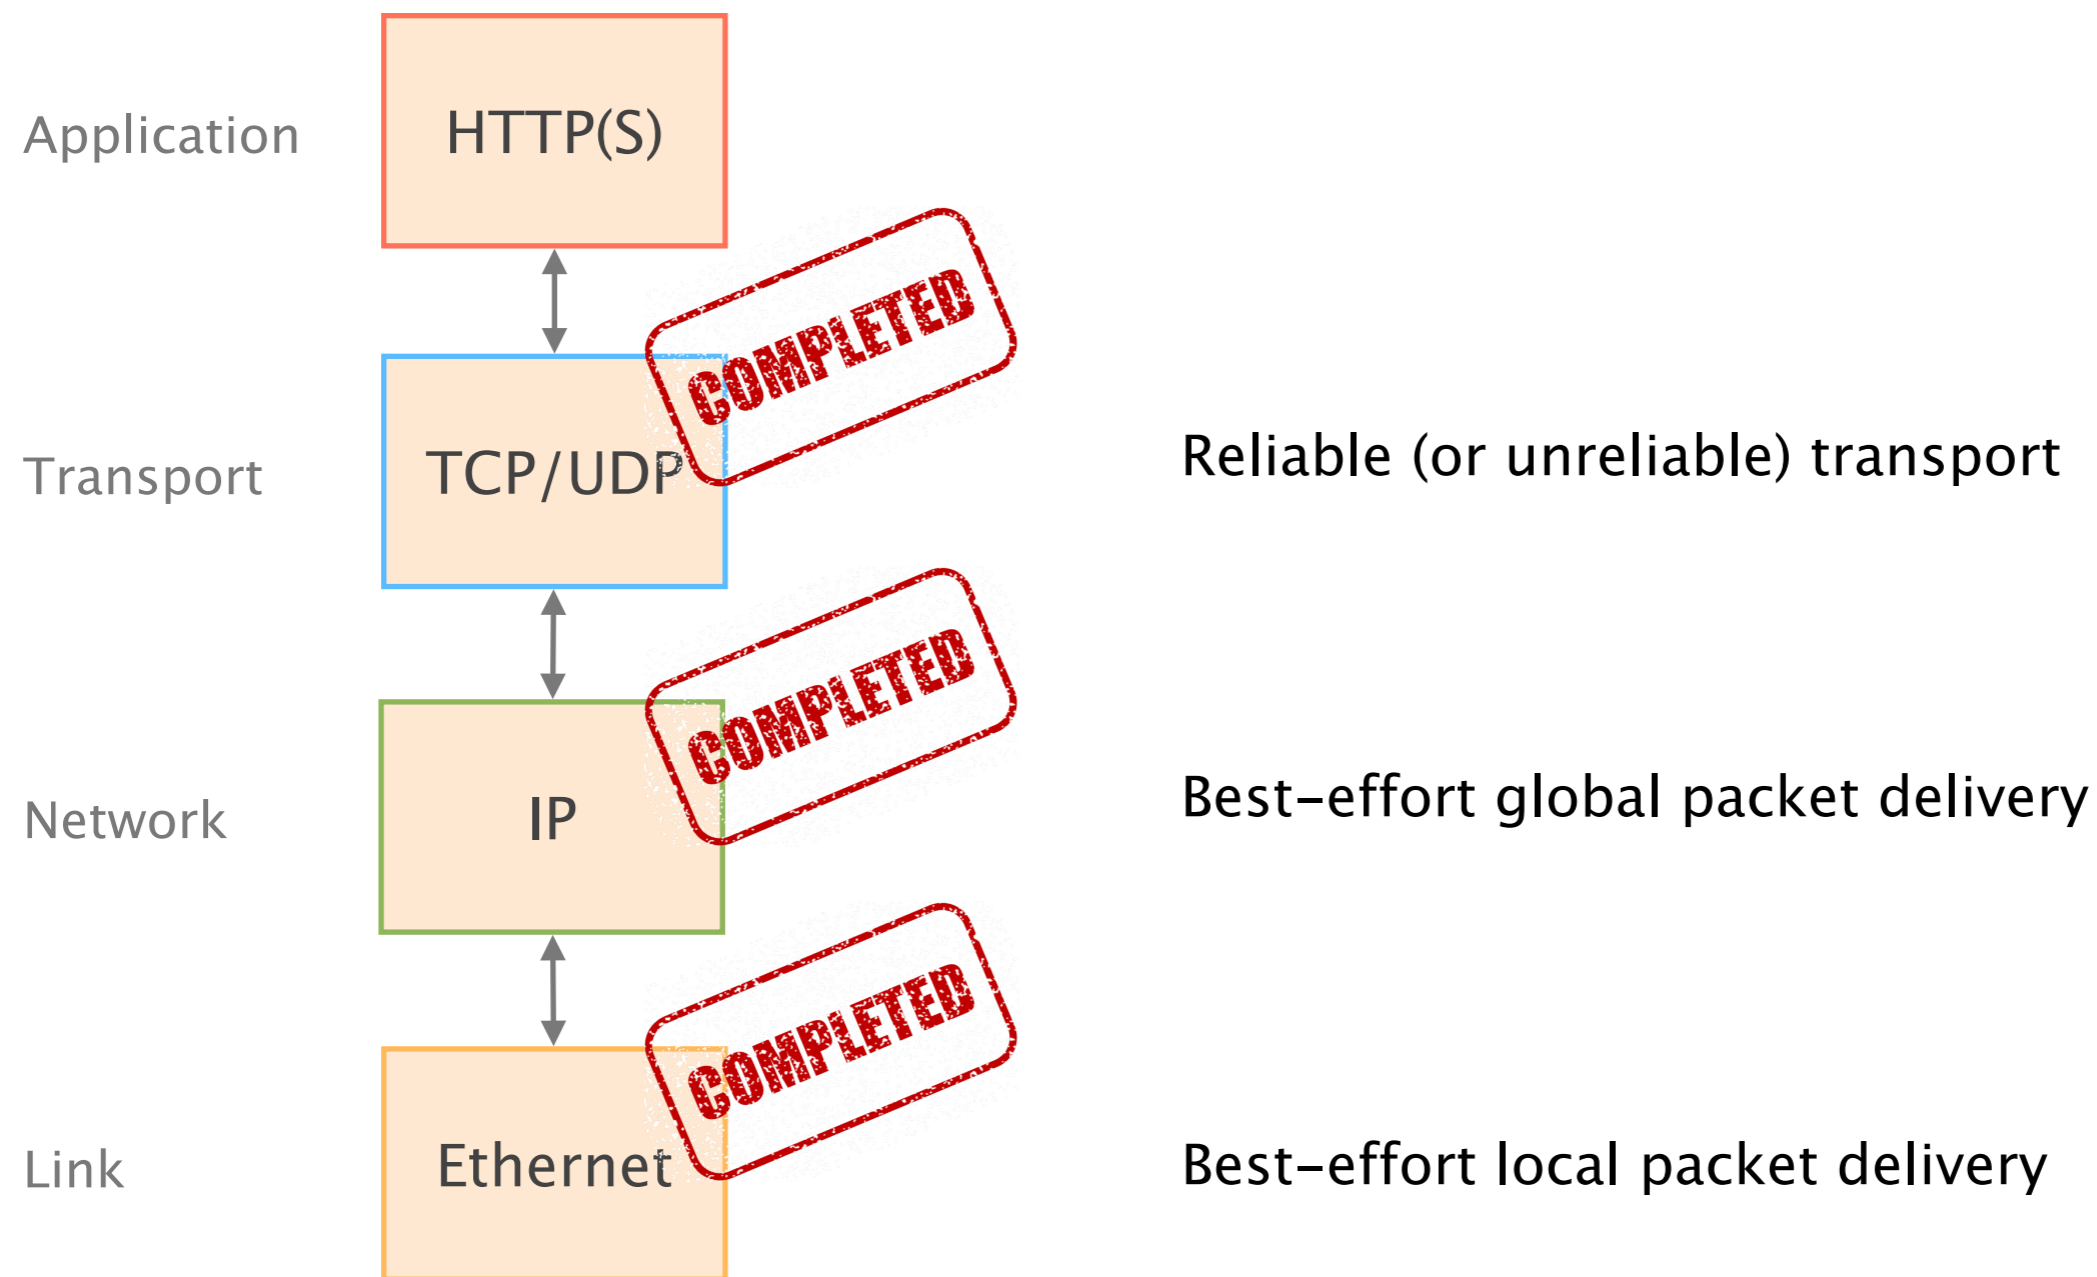 Application
HTTP(S)
COMPLETED
Transport
TCP/UDP
Reliable (or unreliable) transport
COMPLETED
Network
IP
Best-effort global packet delivery
COMPLETED
Link
Ethernet
Best-effort local packet delivery